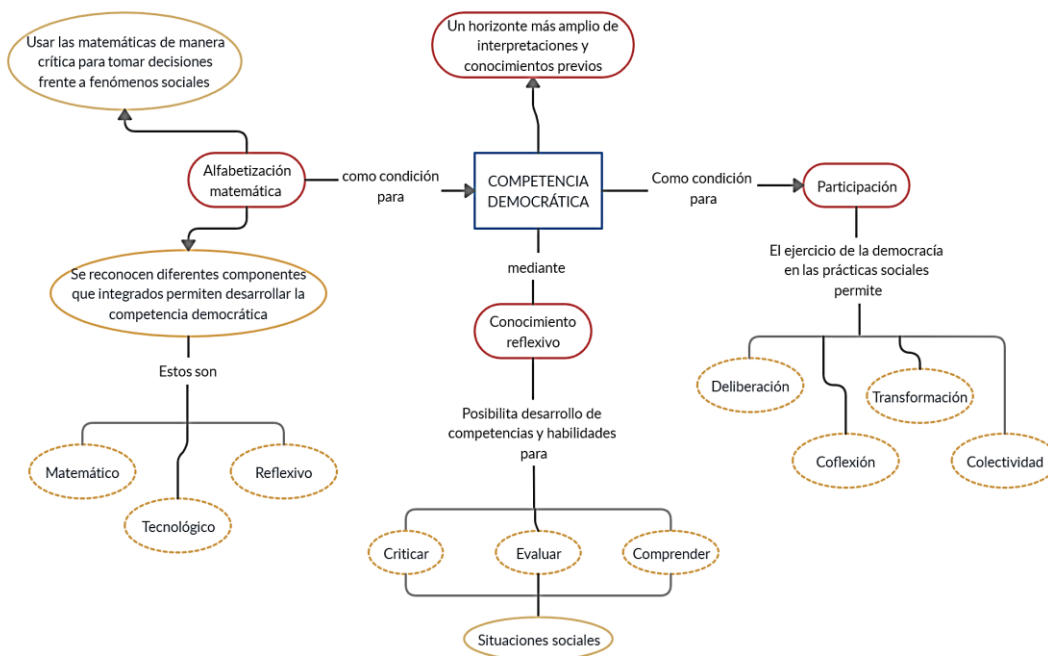 Usar las matemáticas de manera
crítica para tomar decisiones
frente a fenómenos sociales
Un horizonte más amplio de
interpretaciones y
conocimientos previos
Alfabetización
matemática
como condición
para
COMPETENCIA
DEMOCRÁTICA
Como condición
para
Participación
Se reconocen diferentes componentes
que integrados permiten desarrollar la
competencia democrática
mediante
El ejercicio de la democracía
en las prácticas sociales
permite
Conocimiento
reflexivo
Estos son
Deliberación
Transformación
Coflexión
Colectividad
Posibilita desarrollo de
competencias y habilidades
para
Matemático
Reflexivo
Tecnológico
Criticar
Evaluar
Comprender
Situaciones sociales